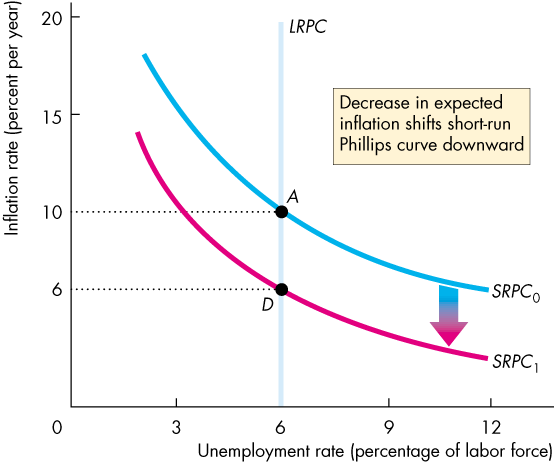 Inflation rate (percent per year)
20
15
10
6
0
3
6
9
12
Unemployment rate (percentage of labor force)
LRPC
Decrease in expected
inflation shifts short-run
Phillips curve downward
A
D
SRPC0
SRPC1